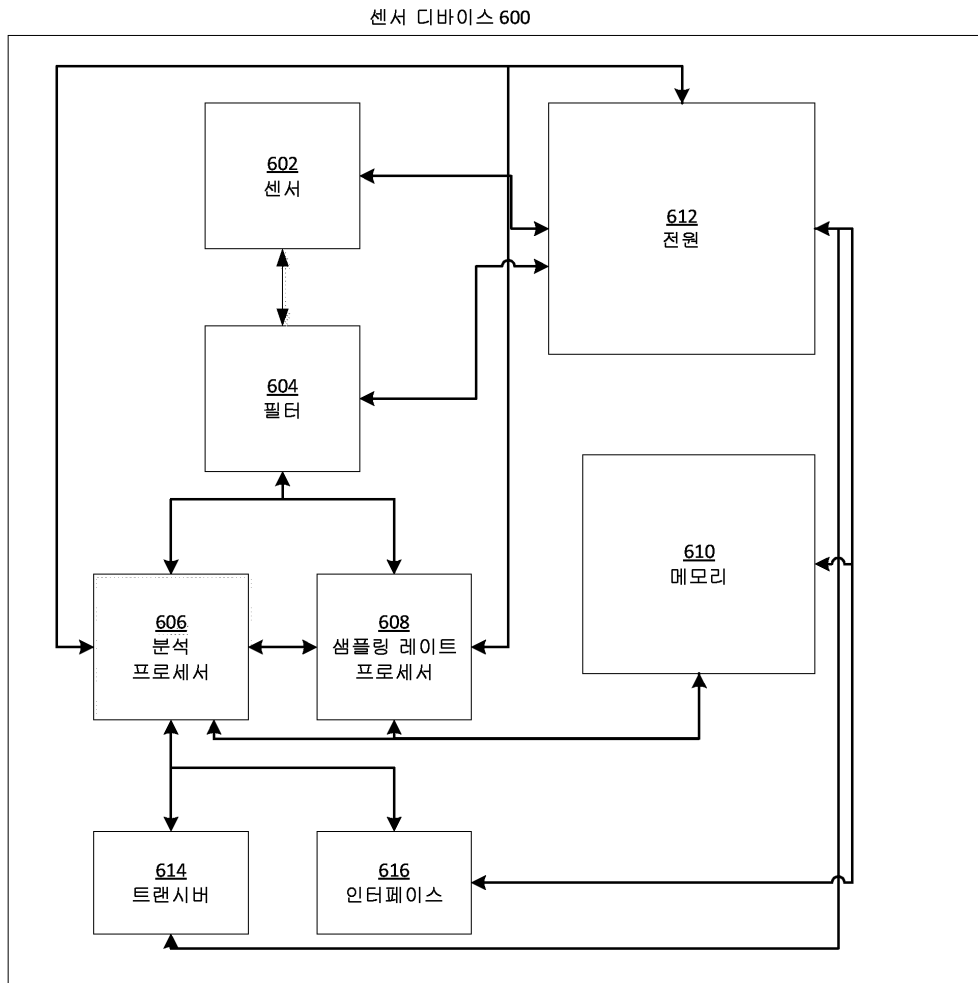 센서 디바이스 600
602
센서
612
전원
604
필터
610
메모리
606
분석
프로세서
608
샘플링 레이트
프로세서
614
트랜시버
616
인터페이스